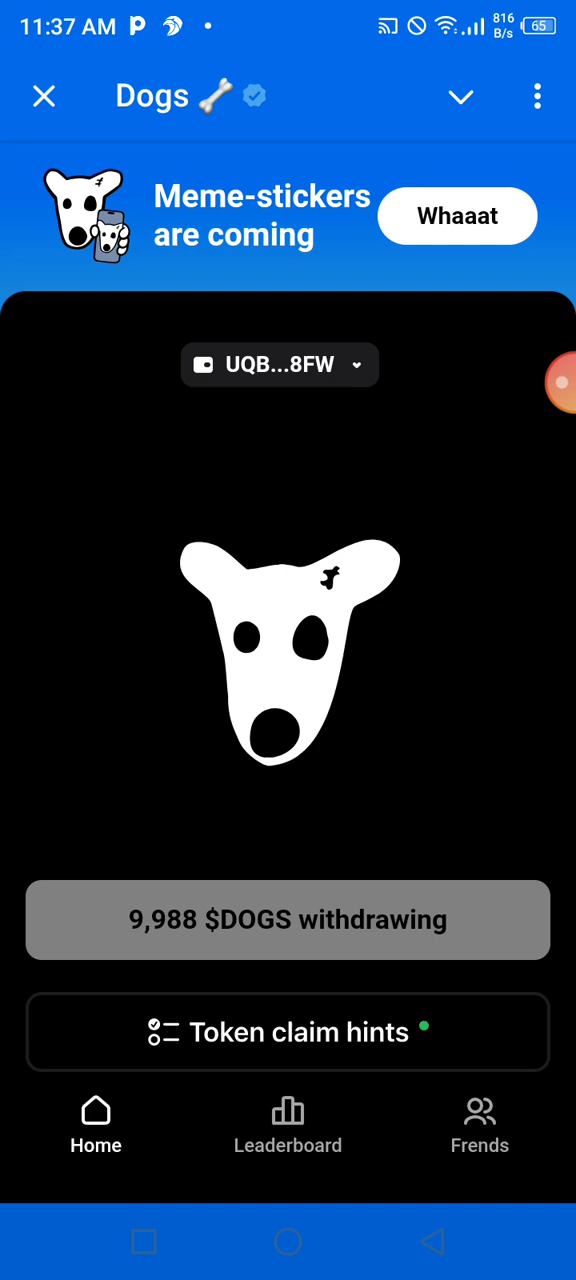 11:37 AM
816
B/s
65
Dogs 🦴
Meme-stickers
are coming
Whaaat
UQB...8FW
9,988 $DOGS withdrawing
Token claim hints
Home
Leaderboard
Frends